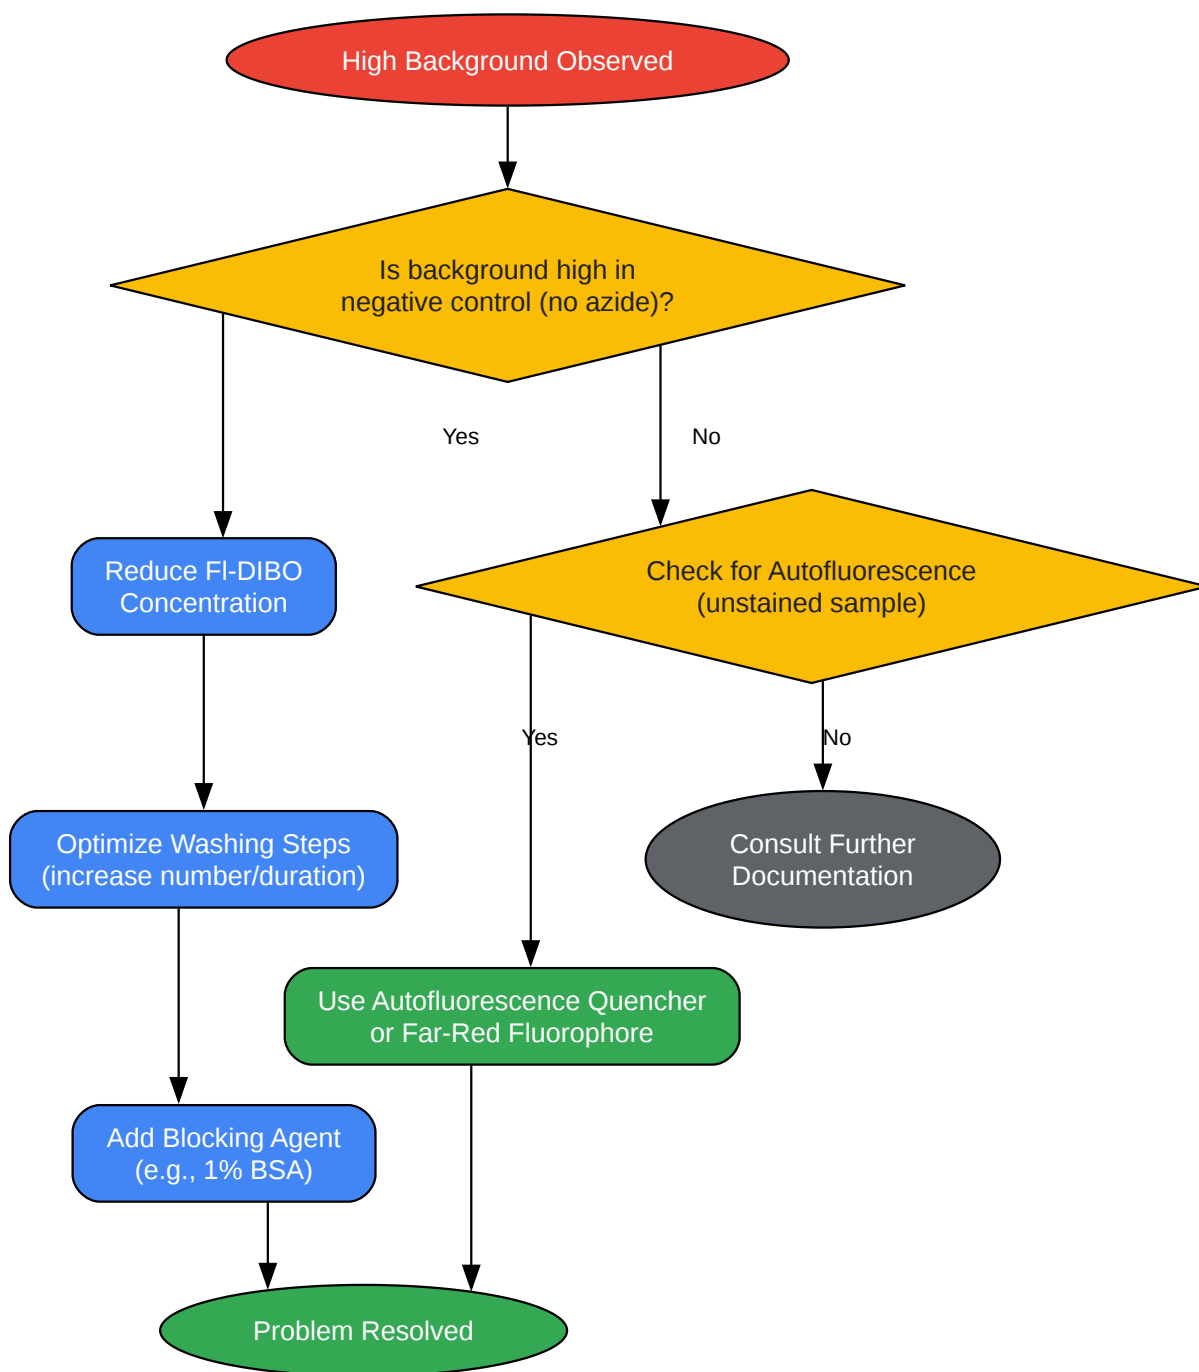 High Background Observed
Is background high in
negative control (no azide)?
Yes
No
Reduce Fl-DIBO
Concentration
Check for Autofluorescence
(unstained sample)
Yes
No
Optimize Washing Steps
(increase number/duration)
Consult Further
Documentation
Use Autofluorescence Quencher
or Far-Red Fluorophore
Add Blocking Agent
(e.g., 1% BSA)
Problem Resolved